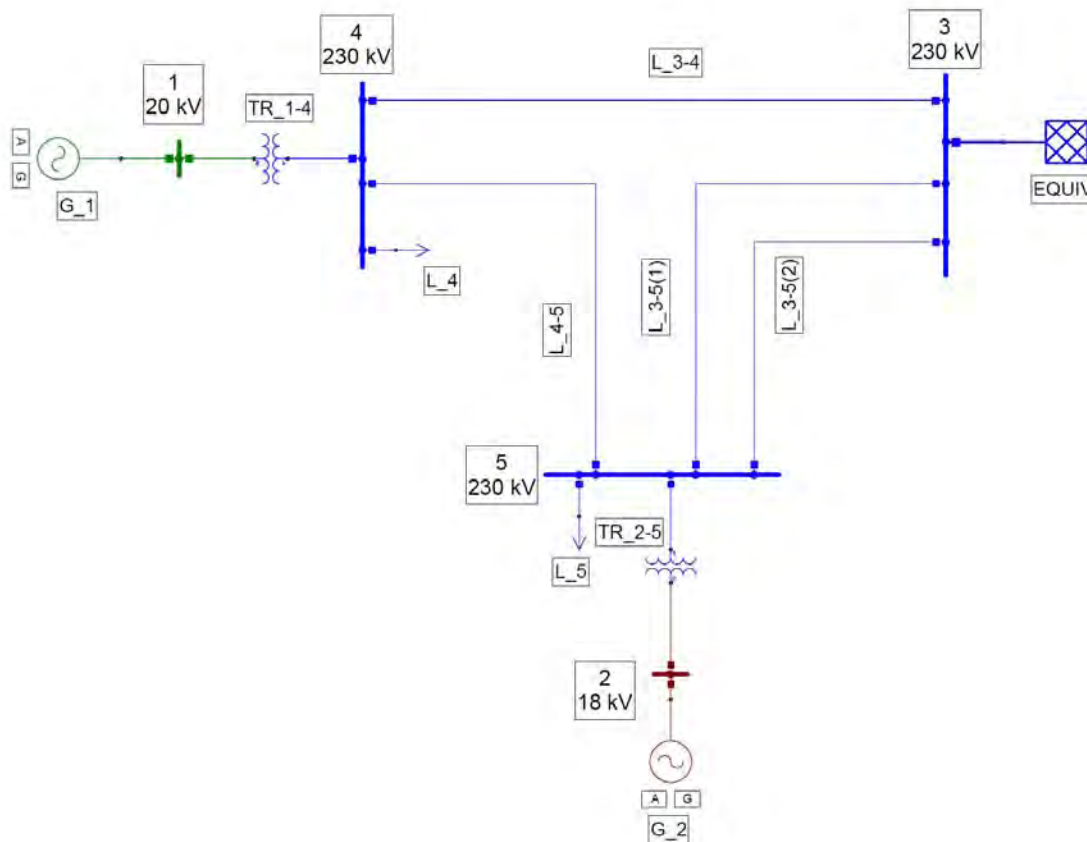 4
230 kV
3
230 kV
L_3-4
1
20 kV
TR_1-4
A
G
G_1
EQUIV
L_4
L_4-5
L_3-5(1)
L_3-5(2)
5
230 kV
TR_2-5
L_5
2
18 kV
A G
G_2